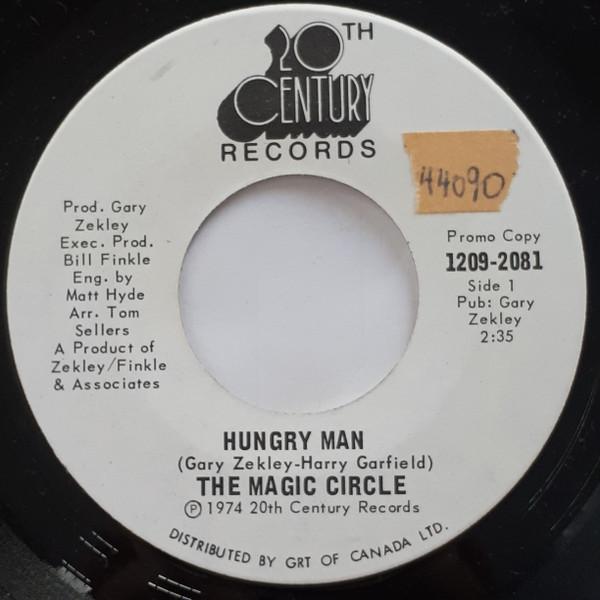 20TH
CENTURY
RECORDS
44090
Prod. Gary
Zekley
Exec. Prod.
Bill Finkle
Eng. by
Matt Hyde
Arr. Tom
Sellers
A Product of
Zekley/Finkle
& Associates
Promo Copy
1209-2081
Side 1
Pub: Gary
Zekley
2:35
HUNGRY MAN
(Gary Zekley-Harry Garfield)
THE MAGIC CIRCLE
℗ 1974 20th Century Records
DISTRIBUTED BY GRT OF CANADA LTD.